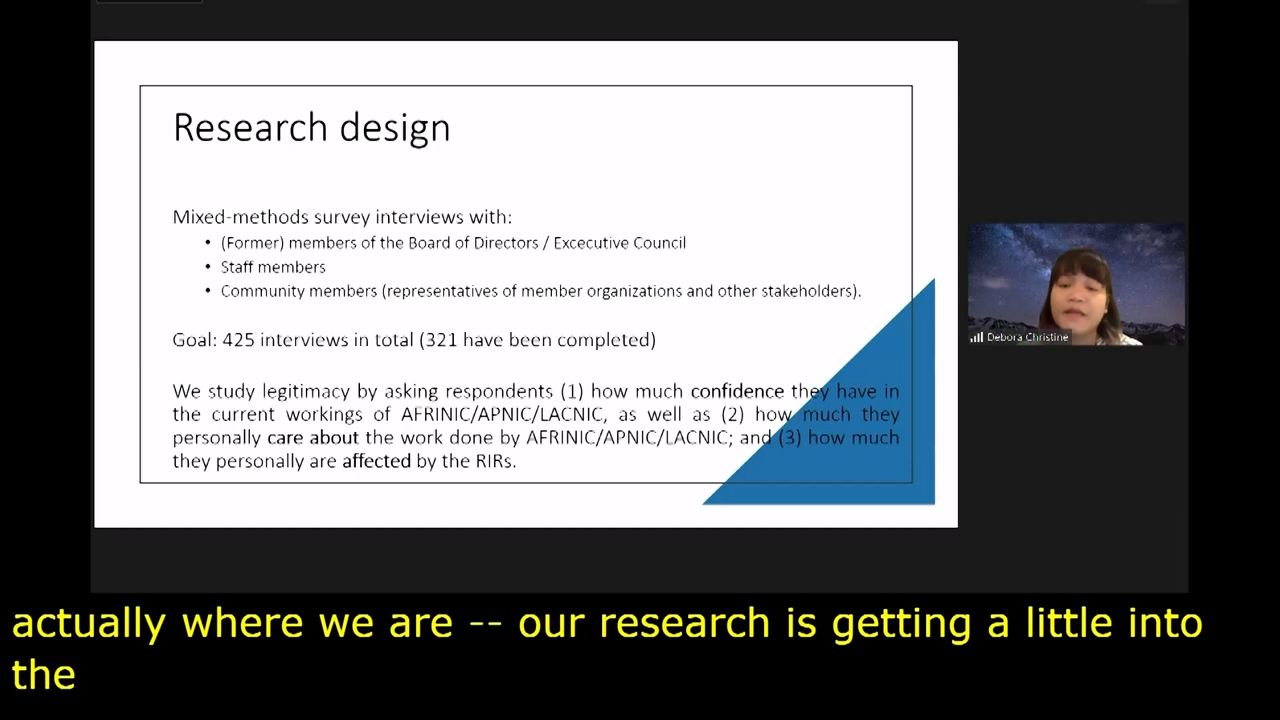 Research design
Mixed-methods survey interviews with:
• (Former) members of the Board of Directors / Excecutive Council
• Staff members
• Community members (representatives of member organizations and other stakeholders).
Goal: 425 interviews in total (321 have been completed)
We study legitimacy by asking respondents (1) how much confidence they have in
the current workings of AFRINIC/APNIC/LACNIC, as well as (2) how much they
personally care about the work done by AFRINIC/APNIC/LACNIC; and (3) how much
they personally are affected by the RIRs.
Debora Christine
actually where we are -- our research is getting a little into
the